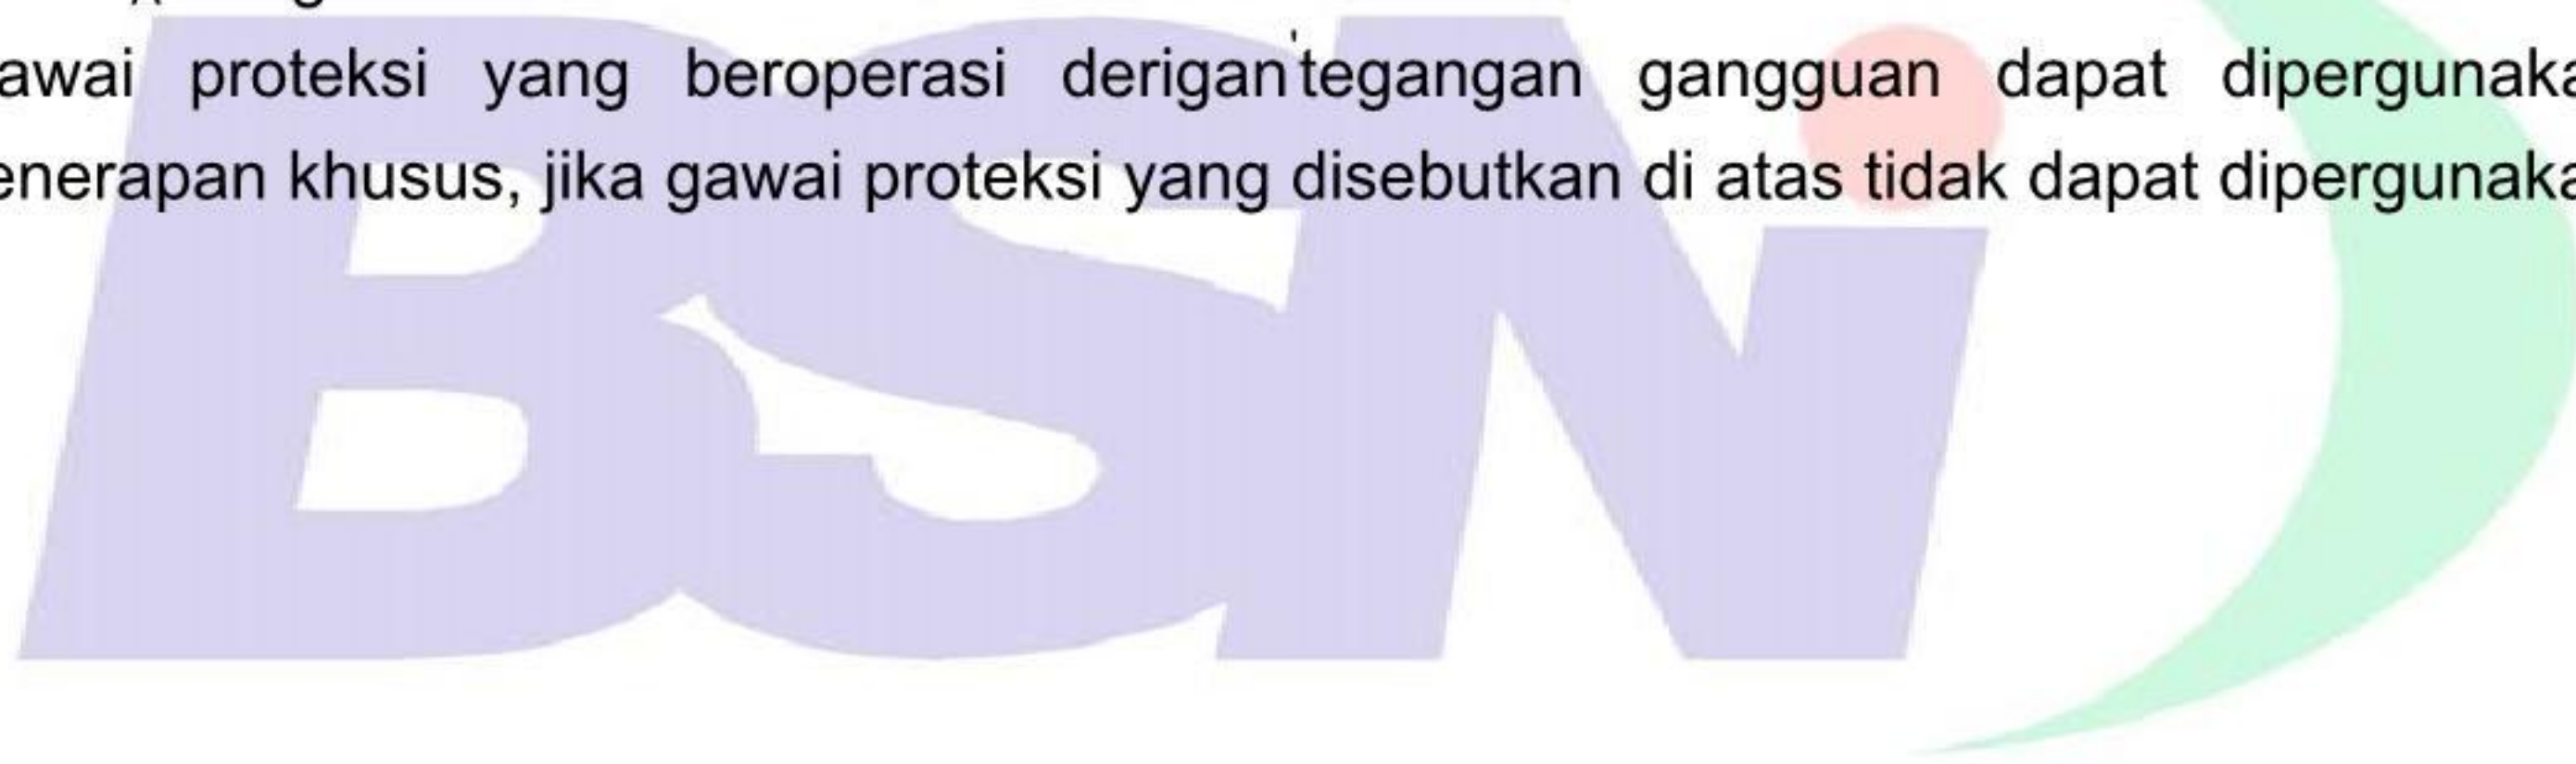 awai proteksi yang beroperasi derigan'tegangan gangguan dapat dipergunaka
enerapan khusus, jika gawai proteksi yang disebutkan di atas tidak dapat dipergunaka
BSN